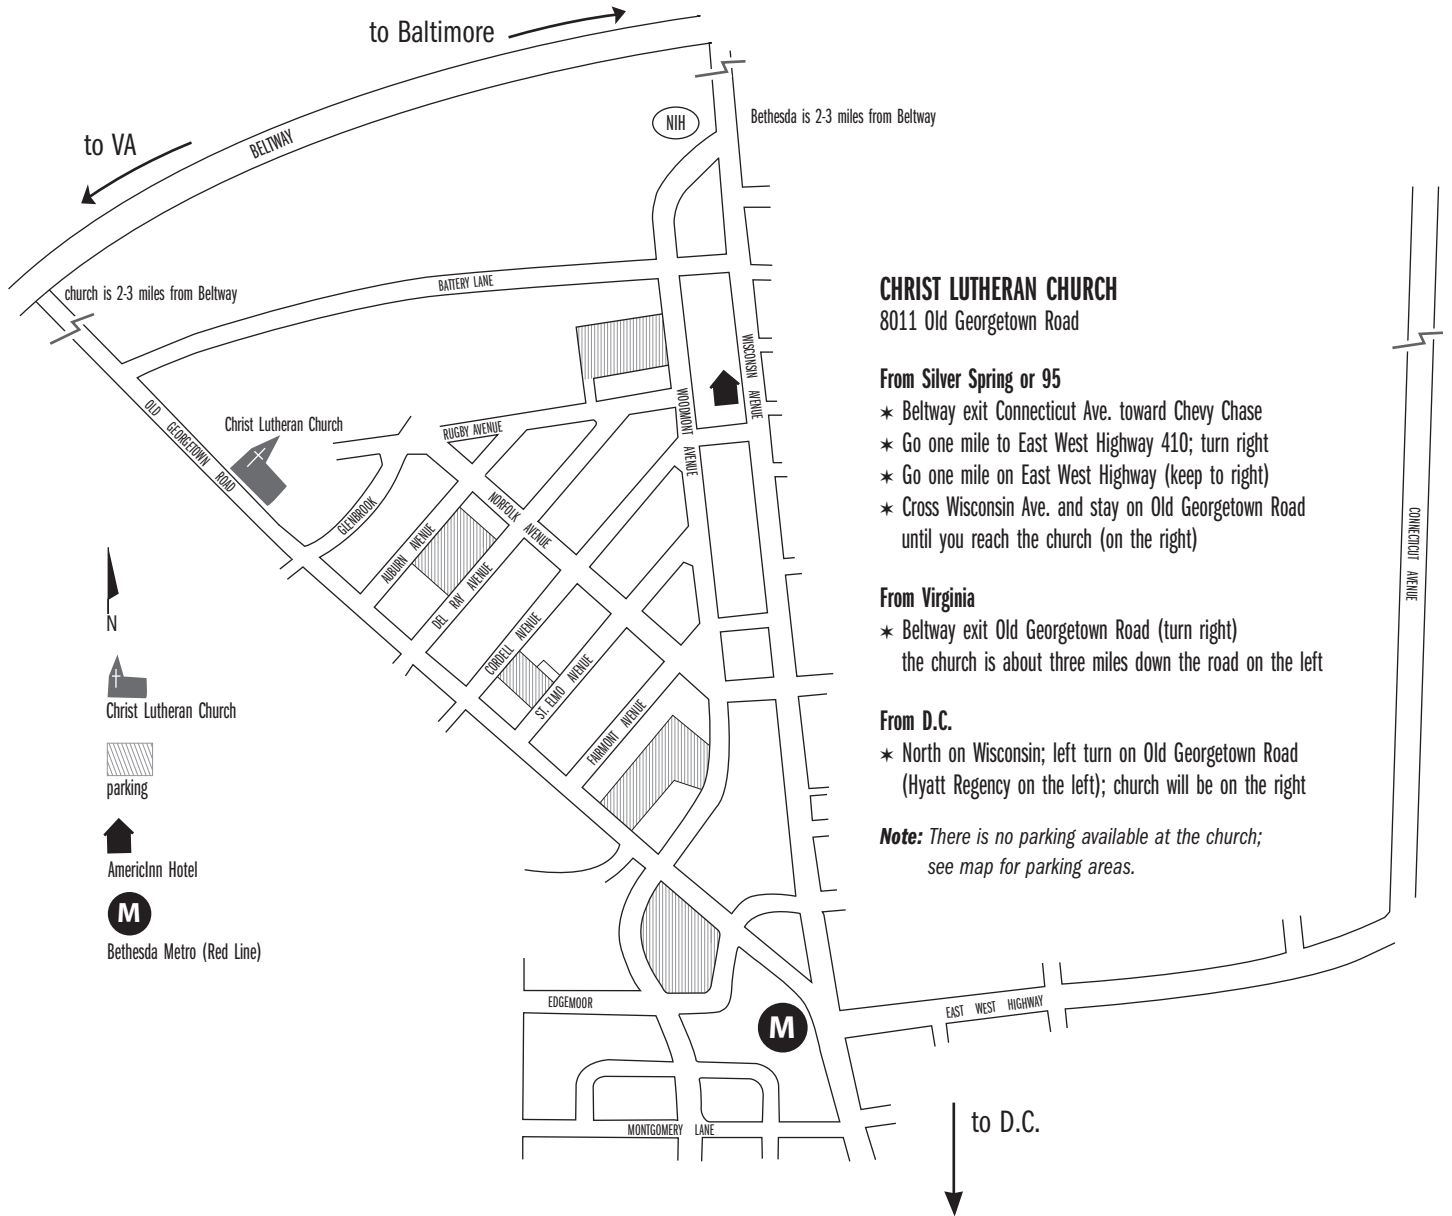 to Baltimore
to VA
BELTWAY
NIH
Bethesda is 2-3 miles from Beltway
church is 2-3 miles from Beltway
BATTERY LANE
WISCONSIN AVENUE
WOODMONT AVENUE
OLD GEORGETOWN ROAD
Christ Lutheran Church
RUGBY AVENUE
GLENBROOK
NORFOLK AVENUE
AUBURN AVENUE
DEL RAY AVENUE
CORDELL AVENUE
ST. ELMO AVENUE
FAIRMONT AVENUE
CONNECTICUT AVENUE
CHRIST LUTHERAN CHURCH
8011 Old Georgetown Road
From Silver Spring or 95
✶ Beltway exit Connecticut Ave. toward Chevy Chase
✶ Go one mile to East West Highway 410; turn right
✶ Go one mile on East West Highway (keep to right)
✶ Cross Wisconsin Ave. and stay on Old Georgetown Road
until you reach the church (on the right)
From Virginia
✶ Beltway exit Old Georgetown Road (turn right)
the church is about three miles down the road on the left
From D.C.
✶ North on Wisconsin; left turn on Old Georgetown Road
(Hyatt Regency on the left); church will be on the right
Note: There is no parking available at the church;
see map for parking areas.
N
Christ Lutheran Church
parking
AmericInn Hotel
M
Bethesda Metro (Red Line)
EDGEMOOR
M
EAST WEST HIGHWAY
MONTGOMERY LANE
to D.C.